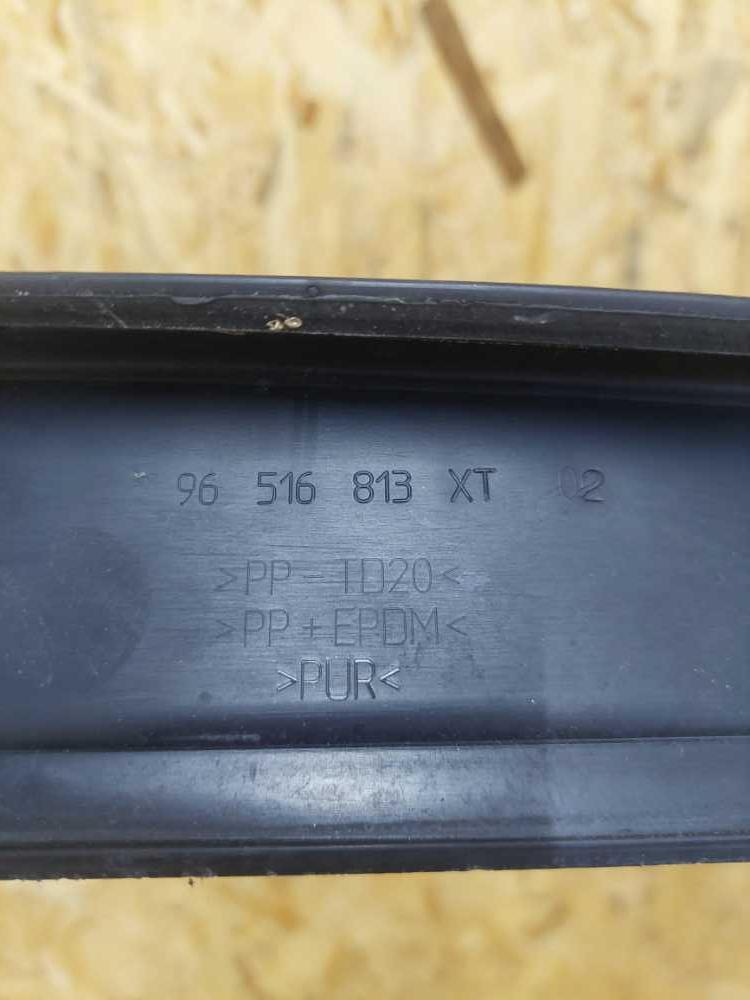 96 516 813 XT 02
>PP-TD20<
>PP+EPDM<
>PUR<